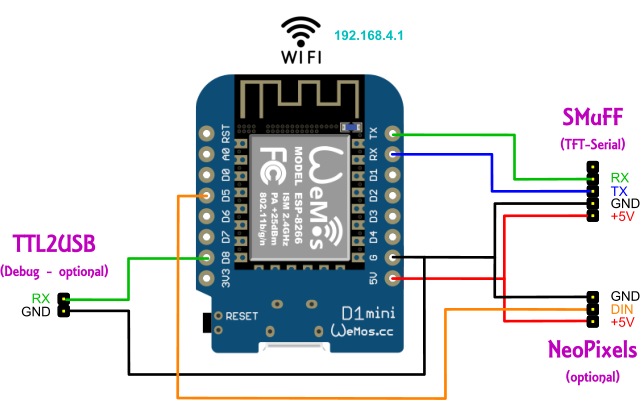 192.168.4.1
WIFI
RST
A0
D0
D5
D6
D7
D8
3V3
TX
RX
D1
D2
D3
D4
G
5V
WeMos
MODEL ESP-8266
ISM 2.4GHz
PA +25dBm
802.11b/g/n
FC
RESET
D1 mini
WeMos.cc
SMuFF
(TFT-Serial)
RX
TX
GND
+5V
TTL2USB
(Debug - optional)
RX
GND
GND
DIN
+5V
NeoPixels
(optional)